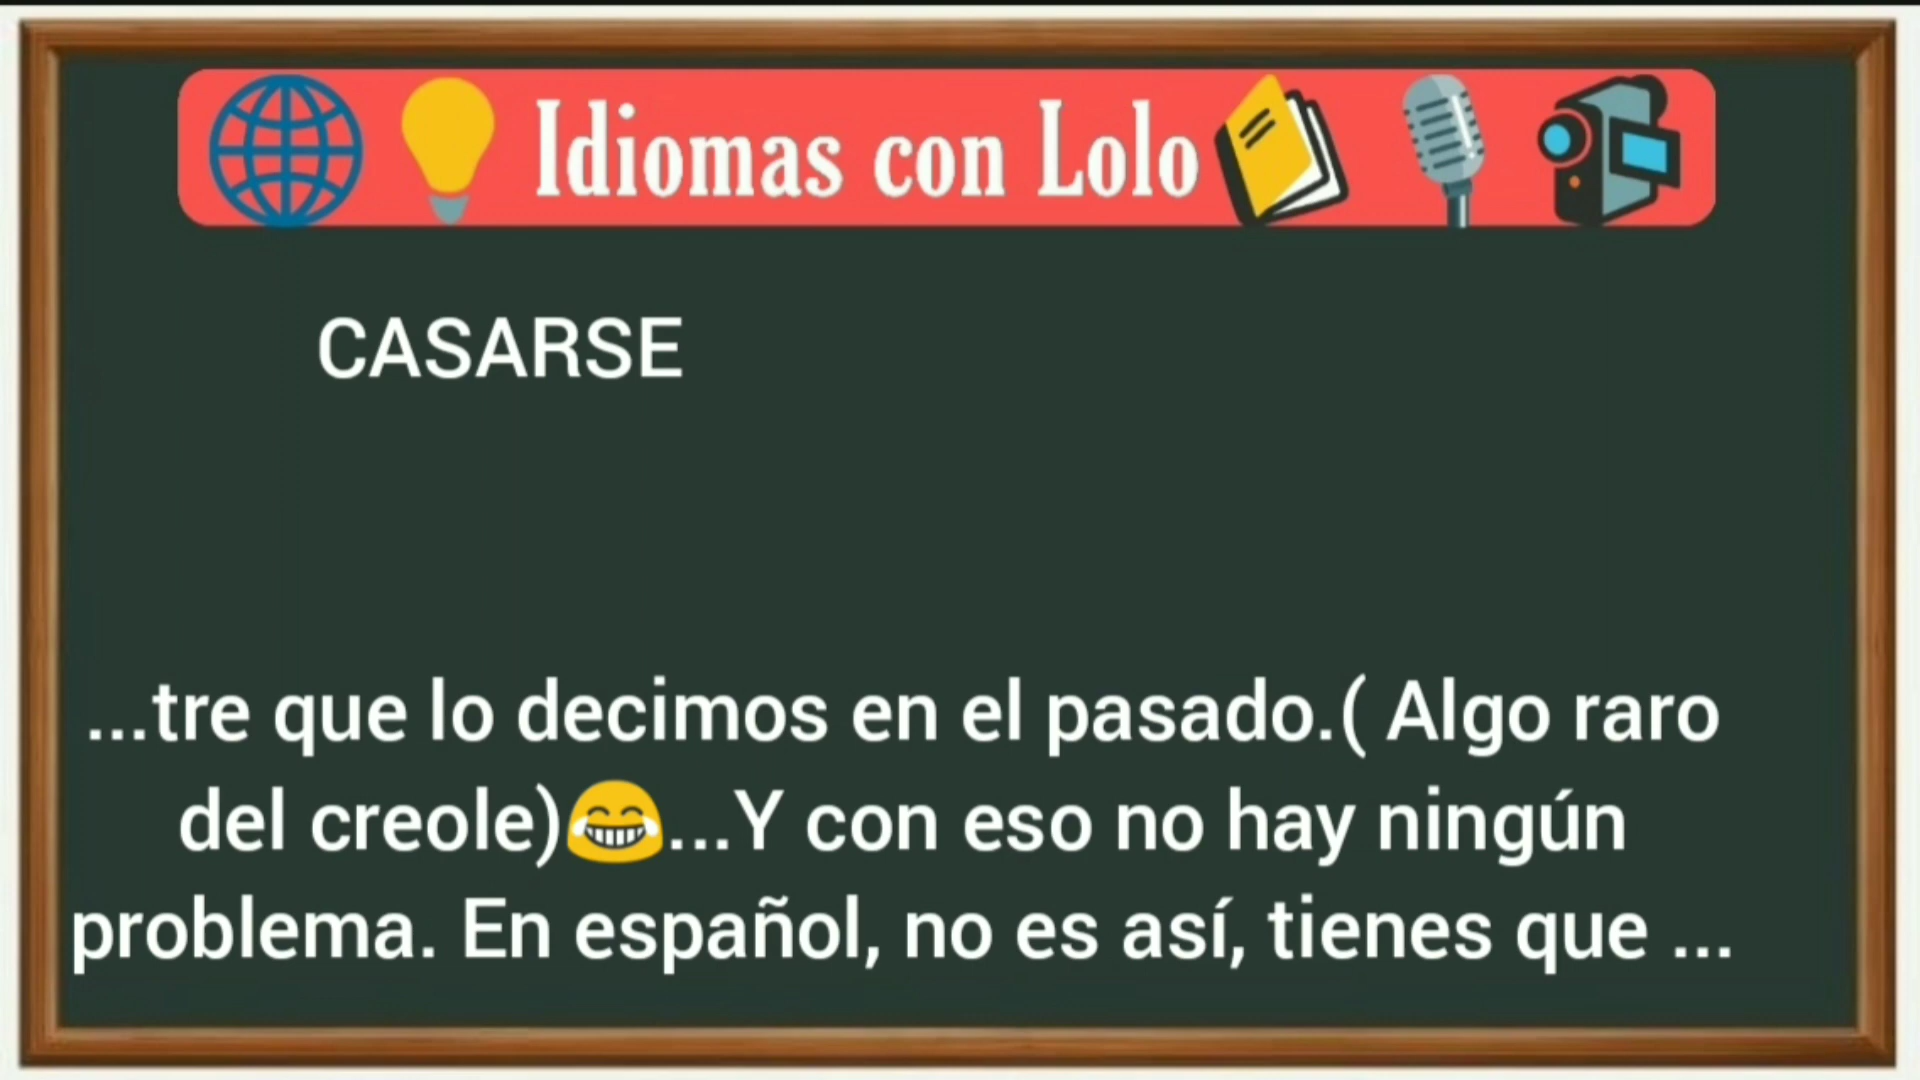 Idiomas con Lolo
CASARSE
...tre que lo decimos en el pasado.( Algo raro
del creole)😂...Y con eso no hay ningún
problema. En español, no es así, tienes que ...